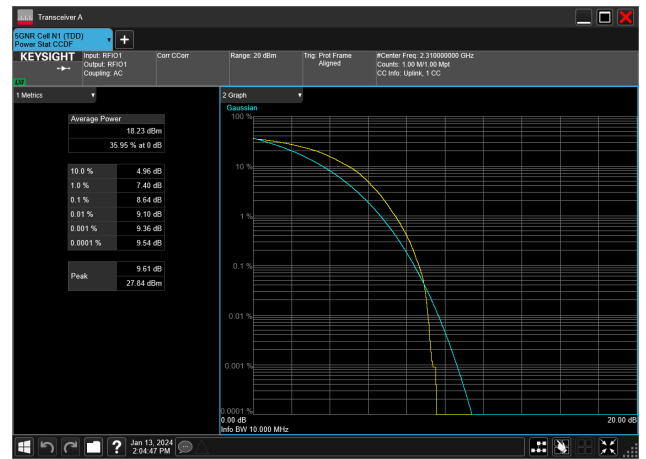 Transceiver A
5GNR Cell N1 (TDD)
Power Stat CCDF
KEYSIGHT
Input: RFIO1
Output: RFIO1
Coupling: AC
Corr CCorr
Range: 20 dBm
Trig: Prot Frame
Aligned
#Center Freq: 2.310000000 GHz
Counts: 1.00 M/1.00 Mpt
CC Info: Uplink, 1 CC
1 Metrics
Average Power
18.23 dBm
35.95 % at 0 dB
10.0 % 4.96 dB
1.0 % 7.40 dB
0.1 % 8.64 dB
0.01 % 9.10 dB
0.001 % 9.36 dB
0.0001 % 9.54 dB
Peak
9.61 dB
27.84 dBm
2 Graph
Gaussian
100 %
10 %
1 %
0.1 %
0.01 %
0.001 %
0.0001 %
0.00 dB
20.00 dB
Info BW 10.000 MHz
Jan 13, 2024
2:04:47 PM